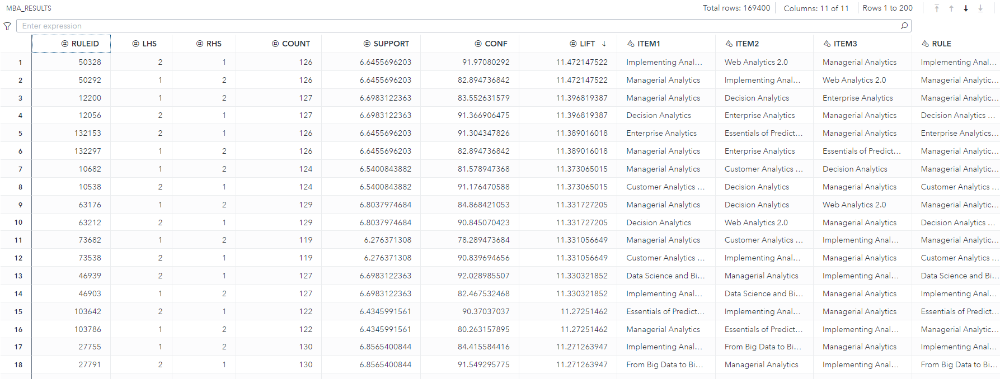 MBA_RESULTS Total rows: 169400 Columns: 11 of 11 Rows 1 to 200
Enter expression
RULEID LHS RHS COUNT SUPPORT CONF LIFT ITEM1 ITEM2 ITEM3 RULE
1 50328 2 1 126 6.6455696203 91.97080292 11.472147522 Implementing Anal... Web Analytics 2.0 Managerial Analytics Implementing Anal...
2 50292 1 2 126 6.6455696203 82.894736842 11.472147522 Managerial Analytics Implementing Anal... Web Analytics 2.0 Managerial Analytic...
3 12200 1 2 127 6.6983122363 83.552631579 11.396819387 Managerial Analytics Decision Analytics Enterprise Analytics Managerial Analytic...
4 12056 2 1 127 6.6983122363 91.366906475 11.396819387 Decision Analytics Enterprise Analytics Managerial Analytics Decision Analytics ...
5 132153 2 1 126 6.6455696203 91.304347826 11.389016018 Enterprise Analytics Essentials of Predict... Managerial Analytics Enterprise Analytics...
6 132297 1 2 126 6.6455696203 82.894736842 11.389016018 Managerial Analytics Enterprise Analytics Essentials of Predict... Managerial Analytic...
7 10682 1 2 124 6.5400843882 81.578947368 11.373065015 Managerial Analytics Customer Analytics ... Decision Analytics Managerial Analytic...
8 10538 2 1 124 6.5400843882 91.176470588 11.373065015 Customer Analytics ... Decision Analytics Managerial Analytics Customer Analytics ...
9 63176 1 2 129 6.8037974684 84.868421053 11.331727205 Managerial Analytics Decision Analytics Web Analytics 2.0 Managerial Analytic...
10 63212 2 1 129 6.8037974684 90.845070423 11.331727205 Decision Analytics Web Analytics 2.0 Managerial Analytics Decision Analytics ...
11 73682 1 2 119 6.276371308 78.289473684 11.331056649 Managerial Analytics Customer Analytics ... Implementing Anal... Managerial Analytic...
12 73538 2 1 119 6.276371308 90.839694656 11.331056649 Customer Analytics ... Implementing Anal... Managerial Analytics Customer Analytics ...
13 46939 2 1 127 6.6983122363 92.028985507 11.330321852 Data Science and Bi... Managerial Analytics Implementing Anal... Data Science and Bi...
14 46903 1 2 127 6.6983122363 82.467532468 11.330321852 Implementing Anal... Data Science and Bi... Managerial Analytics Implementing Anal...
15 103642 2 1 122 6.4345991561 90.37037037 11.27251462 Essentials of Predict... Implementing Anal... Managerial Analytics Essentials of Predict...
16 103786 1 2 122 6.4345991561 80.263157895 11.27251462 Managerial Analytics Essentials of Predict... Implementing Anal... Managerial Analytic...
17 27755 1 2 130 6.8565400844 84.415584416 11.271263947 Implementing Anal... From Big Data to Bi... Managerial Analytics Implementing Anal...
18 27791 2 1 130 6.8565400844 91.549295775 11.271263947 From Big Data to Bi... Managerial Analytics Implementing Anal... From Big Data to Bi...